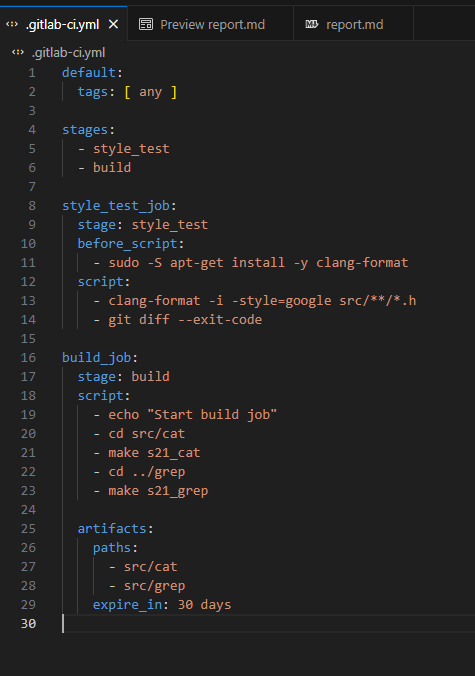 .gitlab-ci.yml Preview report.md report.md
.gitlab-ci.yml
1 default:
2 tags: [ any ]
3
4 stages:
5 - style_test
6 - build
7
8 style_test_job:
9 stage: style_test
10 before_script:
11 - sudo -S apt-get install -y clang-format
12 script:
13 - clang-format -i -style=google src/**/*.h
14 - git diff --exit-code
15
16 build_job:
17 stage: build
18 script:
19 - echo "Start build job"
20 - cd src/cat
21 - make s21_cat
22 - cd ../grep
23 - make s21_grep
24
25 artifacts:
26 paths:
27 - src/cat
28 - src/grep
29 expire_in: 30 days
30